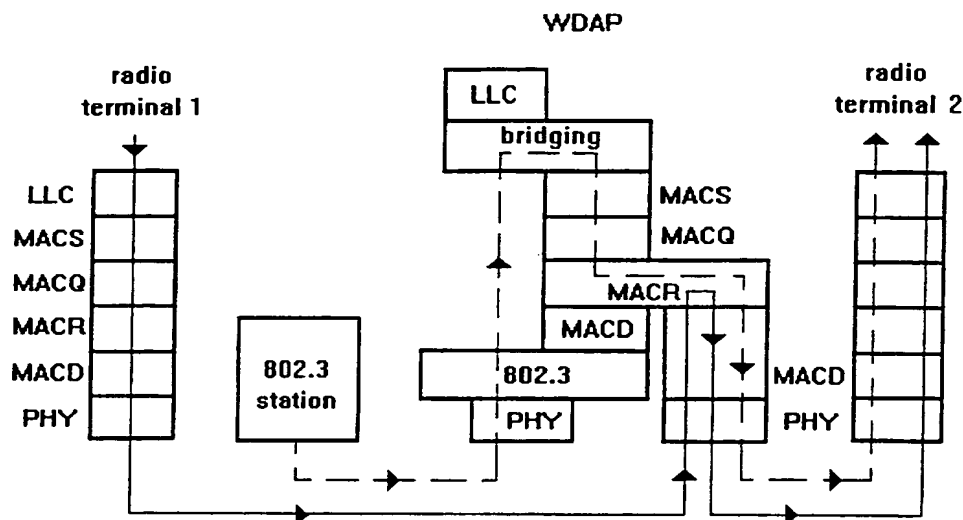 WDAP
radio
terminal 1
LLC
MACS
MACQ
MACR
MACD
PHY
802.3
station
LLC
bridging
MACS
MACQ
MACR
MACD
802.3
PHY
MACD
PHY
radio
terminal 2